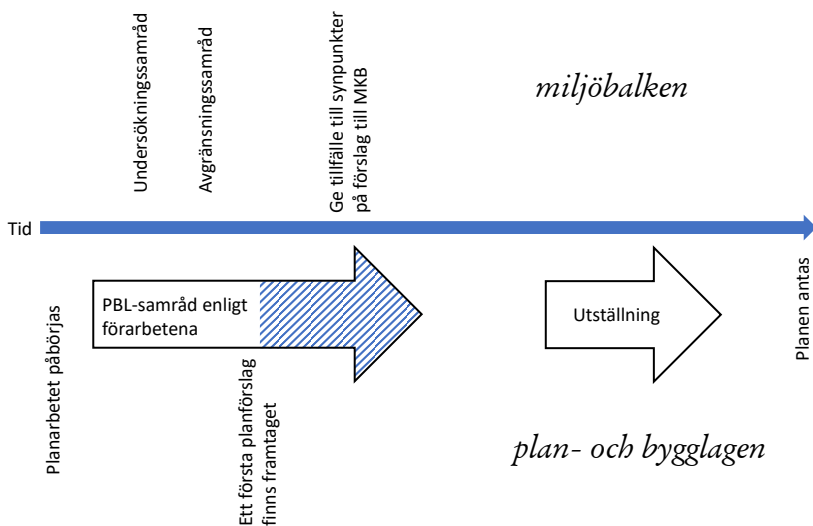 Undersökningssamråd
Avgränsningssamråd
Ge tillfälle till synpunkter
på förslag till MKB
miljöbalken
Tid
PBL-samråd enligt
förarbetena
Utställning
Planarbetet påbörjas
Ett första planförslag
finns framtaget
Planen antas
plan- och bygglagen